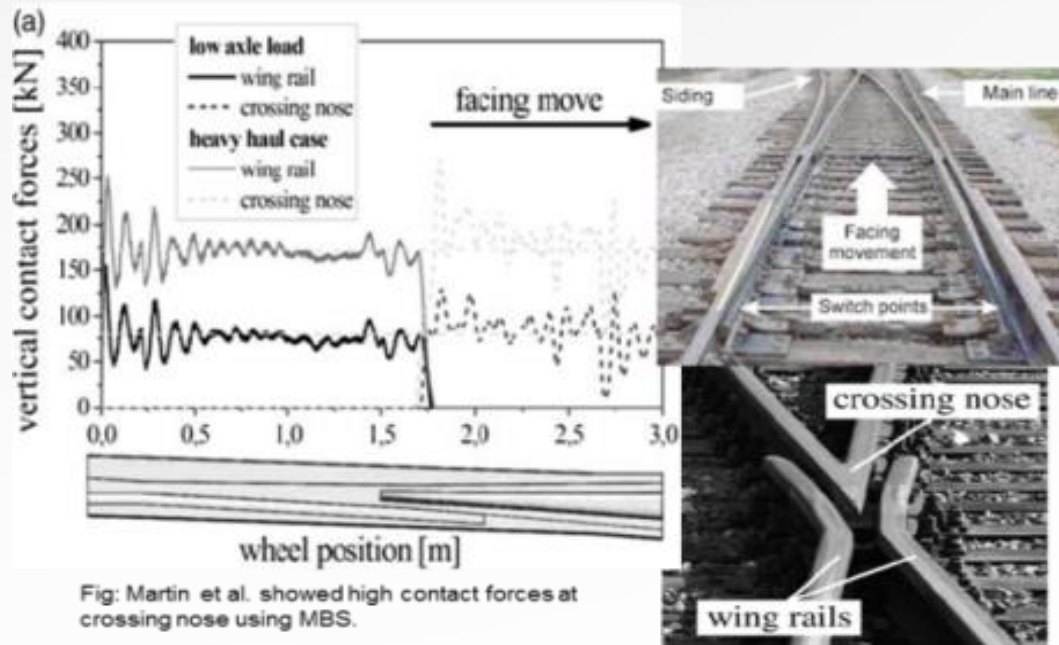 (a)
vertical contact forces [kN]
400
350
300
250
200
150
100
50
0
low axle load
wing rail
crossing nose
heavy haul case
wing rail
crossing nose
facing move
0,0 0,5 1,0 1,5 2,0 2,5 3,0
wheel position [m]
Fig: Martin et al. showed high contact forces at
crossing nose using MBS.
Siding
Main line
Facing
movement
Switch points
crossing nose
wing rails